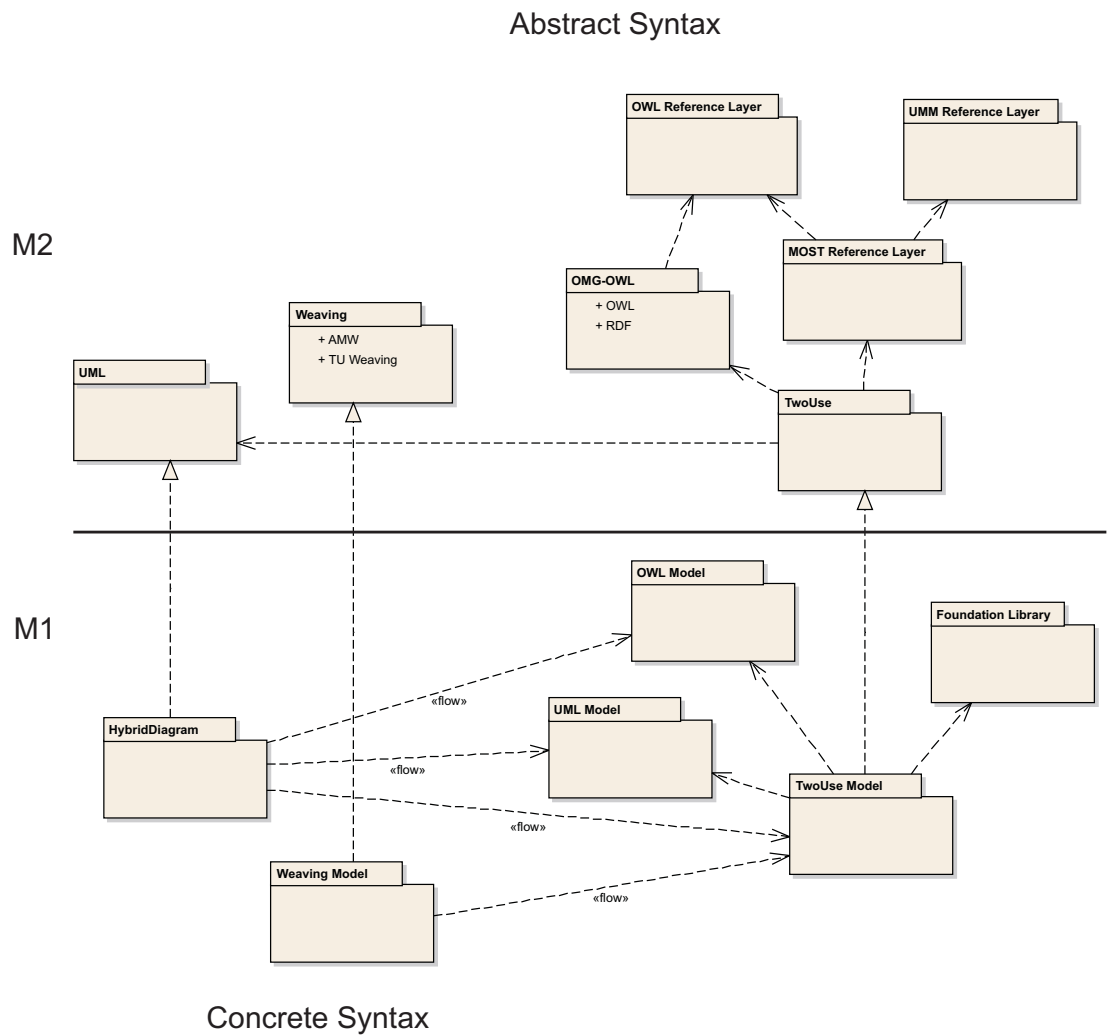 Abstract Syntax
OWL Reference Layer
UMM Reference Layer
M2
MOST Reference Layer
OMG-OWL
+ OWL
+ RDF
Weaving
+ AMW
+ TU Weaving
UML
TwoUse
M1
OWL Model
Foundation Library
«flow»
UML Model
HybridDiagram
«flow»
TwoUse Model
«flow»
Weaving Model
«flow»
Concrete Syntax